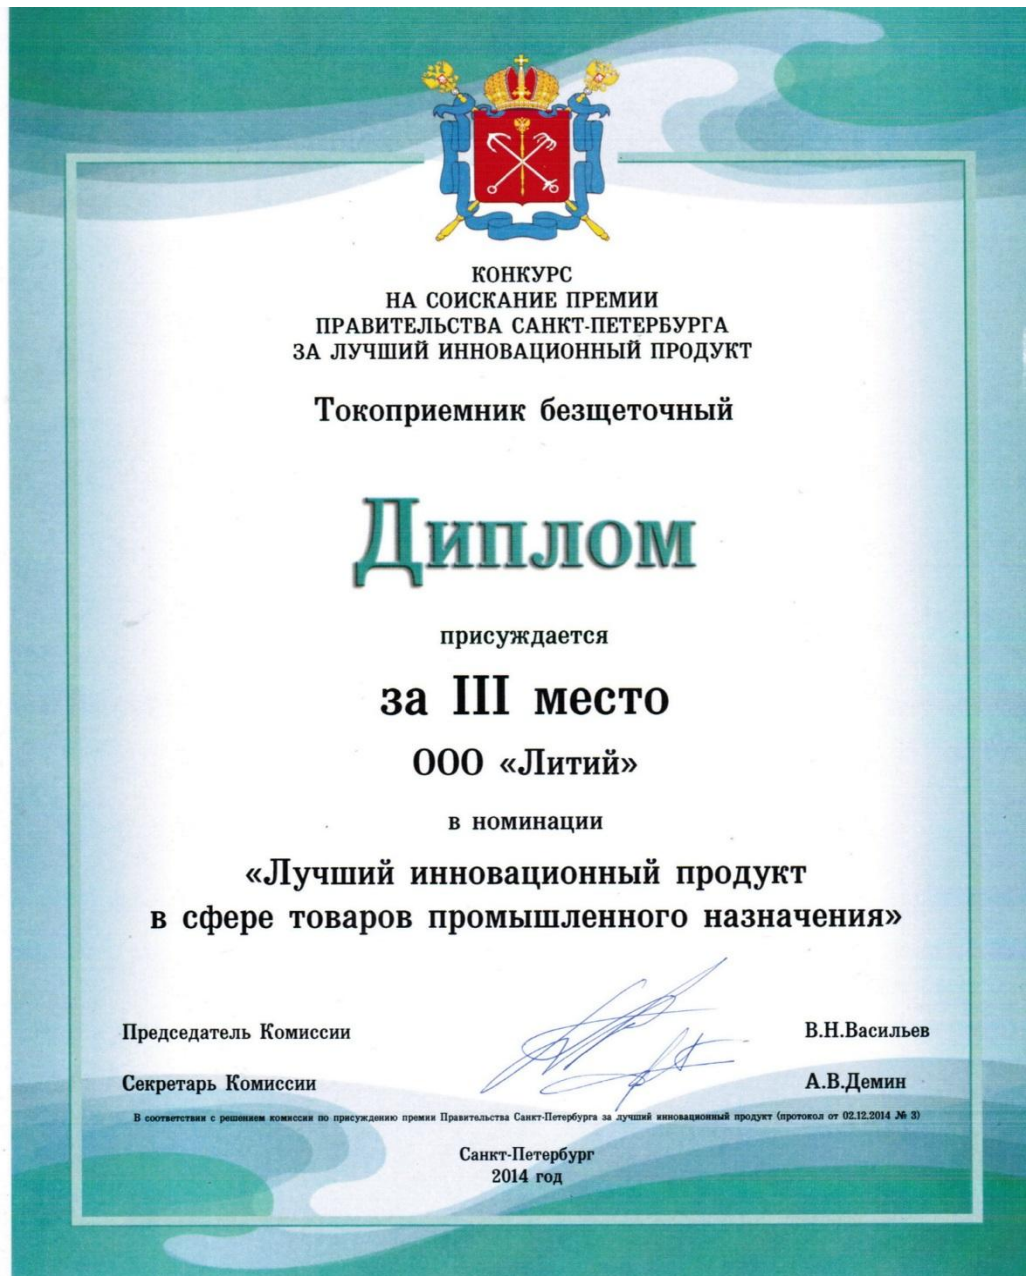 КОНКУРС
НА СОИСКАНИЕ ПРЕМИИ
ПРАВИТЕЛЬСТВА САНКТ-ПЕТЕРБУРГА
ЗА ЛУЧШИЙ ИННОВАЦИОННЫЙ ПРОДУКТ
Токоприемник безщеточный
Диплом
присуждается
за III место
ООО «Литий»
в номинации
«Лучший инновационный продукт
в сфере товаров промышленного назначения»
Председатель Комиссии В.Н.Васильев
Секретарь Комиссии А.В.Демин
В соответствии с решением комиссии по присуждению премии Правительства Санкт-Петербурга за лучший инновационный продукт (протокол от 02.12.2014 № 3)
Санкт-Петербург
2014 год